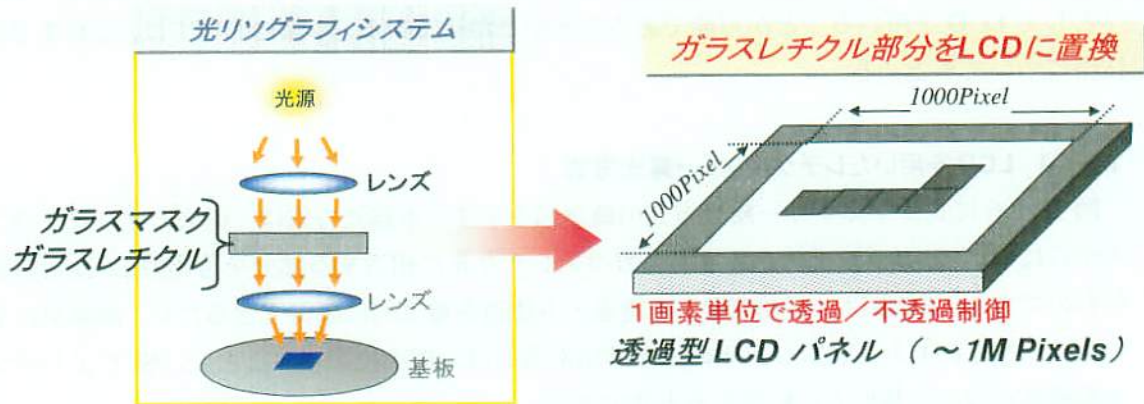 光リソグラフィシステム
光源
レンズ
ガラスマスク
ガラスレチクル
レンズ
基板
ガラスレチクル部分をLCDに置換
1000Pixel
1000Pixel
1画素単位で透過/不透過制御
透過型 LCD パネル ( ~1M Pixels)